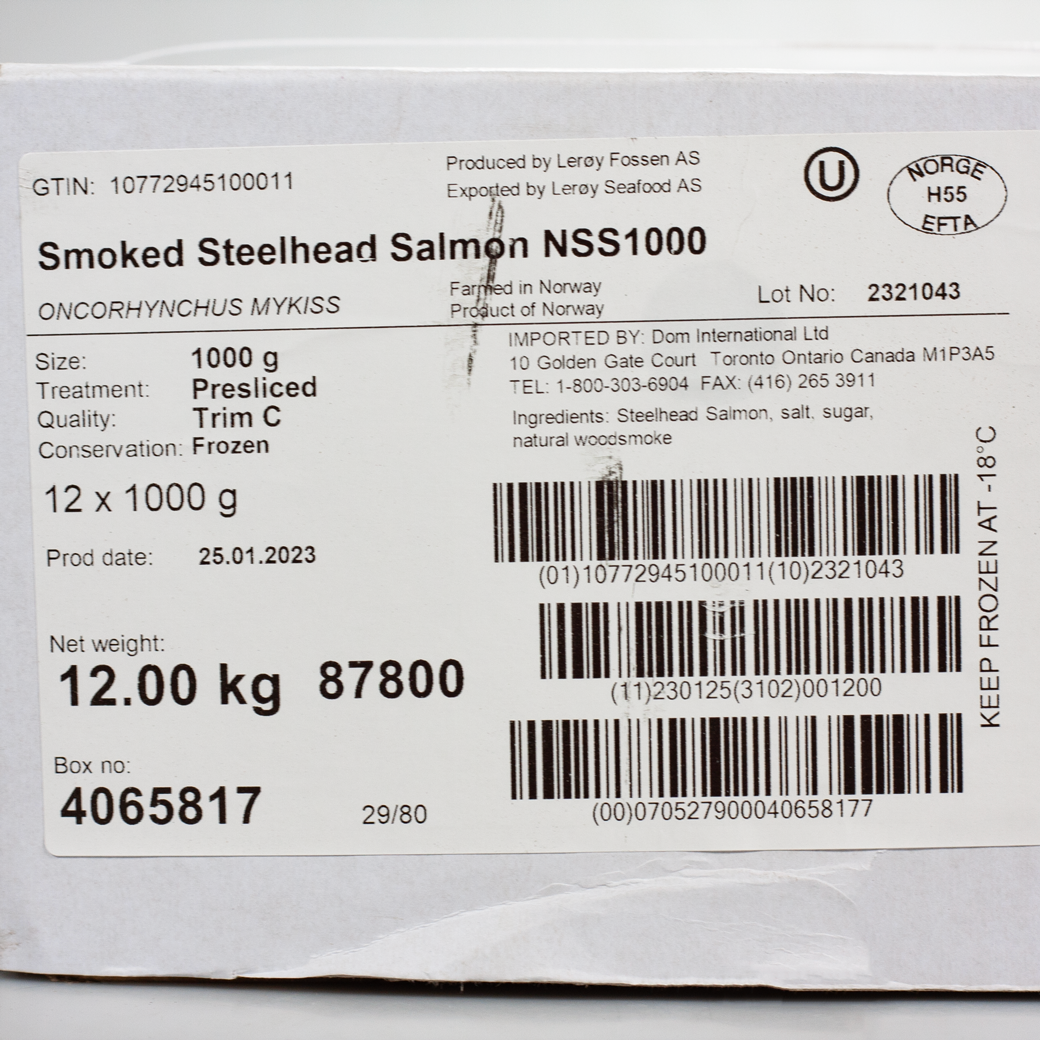 GTIN: 10772945100011
Produced by Lerøy Fossen AS
Exported by Lerøy Seafood AS
U
NORGE
H55
EFTA
Smoked Steelhead Salmon NSS1000
ONCORHYNCHUS MYKISS
Farmed in Norway
Product of Norway
Lot No: 2321043
Size: 1000 g
Treatment: Presliced
Quality: Trim C
Conservation: Frozen
12 x 1000 g
Prod date: 25.01.2023
Net weight:
12.00 kg 87800
Box no:
4065817 29/80
IMPORTED BY: Dom International Ltd
10 Golden Gate Court Toronto Ontario Canada M1P3A5
TEL: 1-800-303-6904 FAX: (416) 265 3911
Ingredients: Steelhead Salmon, salt, sugar,
natural woodsmoke
(01)10772945100011(10)2321043
(11)230125(3102)001200
(00)070527900040658177
KEEP FROZEN AT -18°C